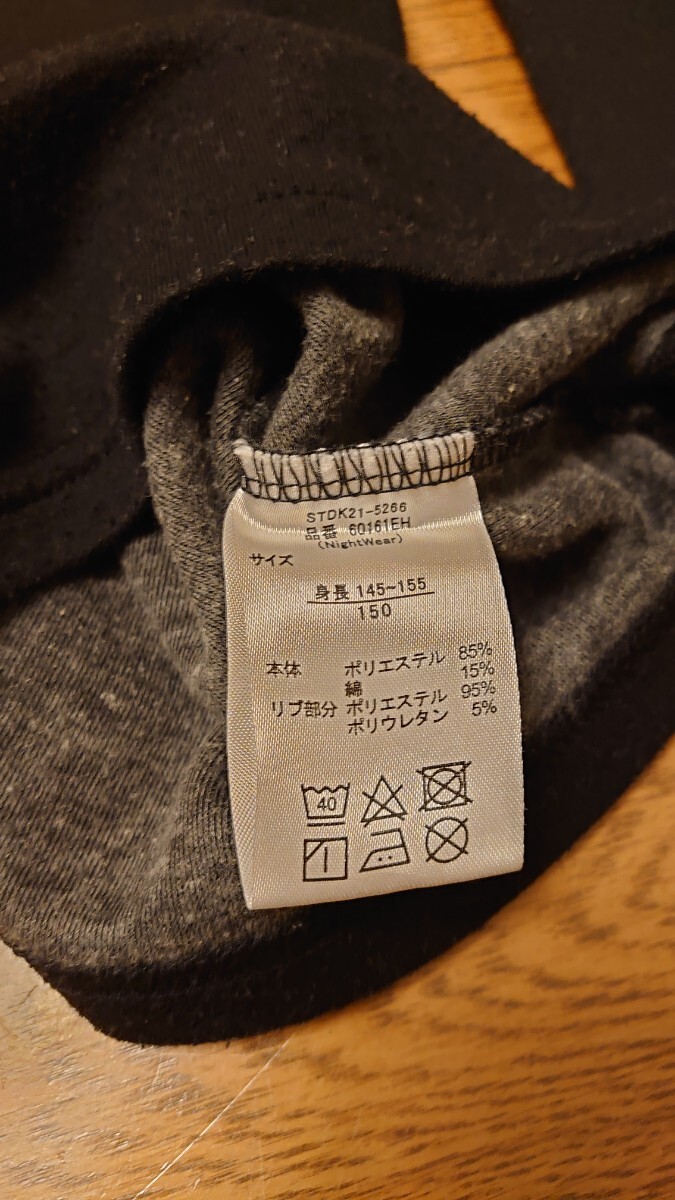 STDK21-5266
品番 60161EH
(NightWear)
サイズ
身長 145~155
150
本体 ポリエステル 85%
綿 15%
リブ部分 ポリエステル 95%
ポリウレタン 5%
40